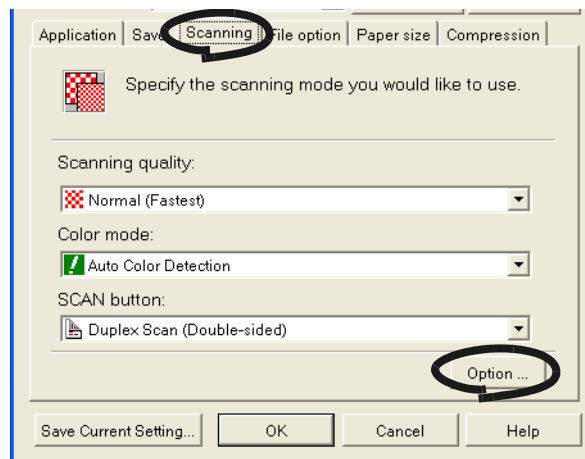 Application Save Scanning File option Paper size Compression
Specify the scanning mode you would like to use.
Scanning quality:
Normal (Fastest)
Color mode:
Auto Color Detection
SCAN button:
Duplex Scan (Double-sided)
Option ...
Save Current Setting... OK Cancel Help